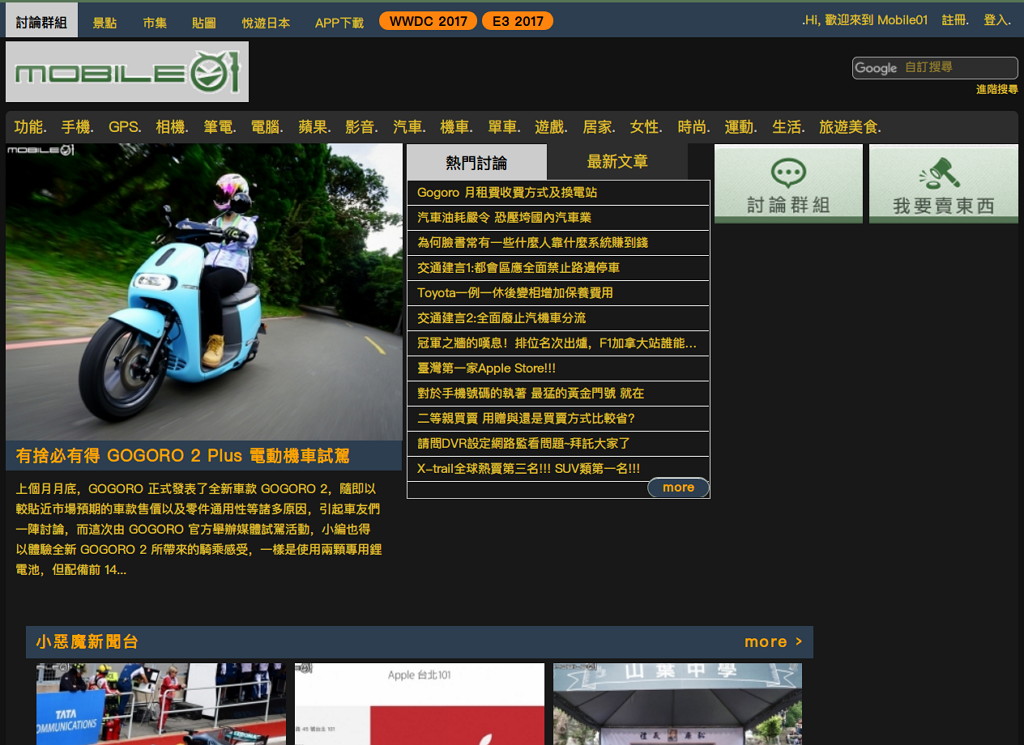 討論群組 景點 市集 貼圖 悅遊日本 APP下載 WWDC 2017 E3 2017 .Hi, 歡迎來到 Mobile01 註冊. 登入.
MOBILE01
Google 自訂搜尋
進階搜尋
功能. 手機. GPS. 相機. 筆電. 電腦. 蘋果. 影音. 汽車. 機車. 單車. 遊戲. 居家. 女性. 時尚. 運動. 生活. 旅遊美食.
MOBILE01
熱門討論 最新文章
Gogoro 月租費收費方式及換電站
汽車油耗嚴令 恐壓垮國內汽車業
為何臉書常有一些什麼人靠什麼系統賺到錢
交通建言1:都會區應全面禁止路邊停車
Toyota一例一休後變相增加保養費用
交通建言2:全面廢止汽機車分流
冠軍之牆的嘆息！排位名次出爐，F1加拿大站誰能...
臺灣第一家Apple Store!!!
對於手機號碼的執著 最猛的黃金門號 就在
二等親買賣 用贈與還是買賣方式比較省?
請問DVR設定網路監看問題~拜託大家了
X-trail全球熱賣第三名!!! SUV類第一名!!!
more
討論群組
我要賣東西
有捨必有得 GOGORO 2 Plus 電動機車試駕
上個月月底，GOGORO 正式發表了全新車款 GOGORO 2，隨即以
較貼近市場預期的車款售價以及零件通用性等諸多原因，引起車友們
一陣討論，而這次由 GOGORO 官方舉辦媒體試駕活動，小編也得
以體驗全新 GOGORO 2 所帶來的騎乘感受，一樣是使用兩顆專用鋰
電池，但配備前 14...
小惡魔新聞台 more >
TATA
COMMUNICATIONS
Apple 台北101
山葉中學